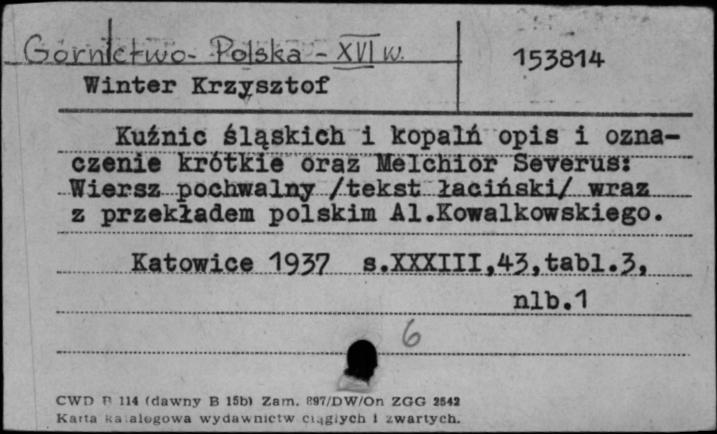 Górnictwo - Polska - XVI w.
153814
Winter Krzysztof
Kuźnic śląskich i kopalń opis i ozna-
czenie krótkie oraz Melchior Severus:
Wiersz pochwalny /tekst łaciński/ wraz
z przekładem polskim Al.Kowalkowskiego.
Katowice 1937 s.XXXIII,43,tabl.3,
nlb.1
6
CWD B 114 (dawny B 15b) Zam. 897/DW/On ZGG 2542
Karta katalogowa wydawnictw ciągłych i zwartych.